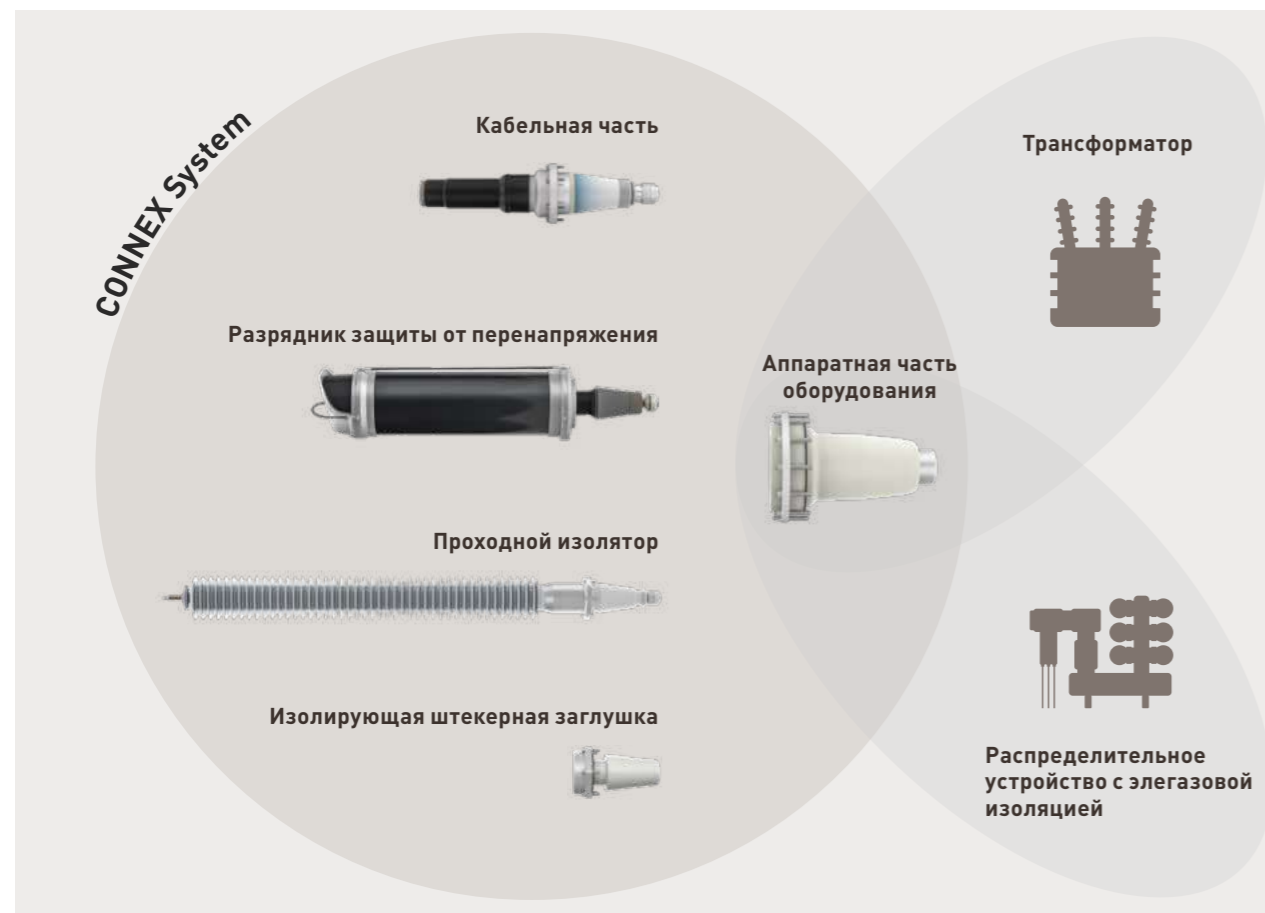 CONNEX System
Кабельная часть
Разрядник защиты от перенапряжения
Проходной изолятор
Изолирующая штекерная заглушка
Аппаратная часть
оборудования
Трансформатор
Распределительное
устройство с элегазовой
изоляцией